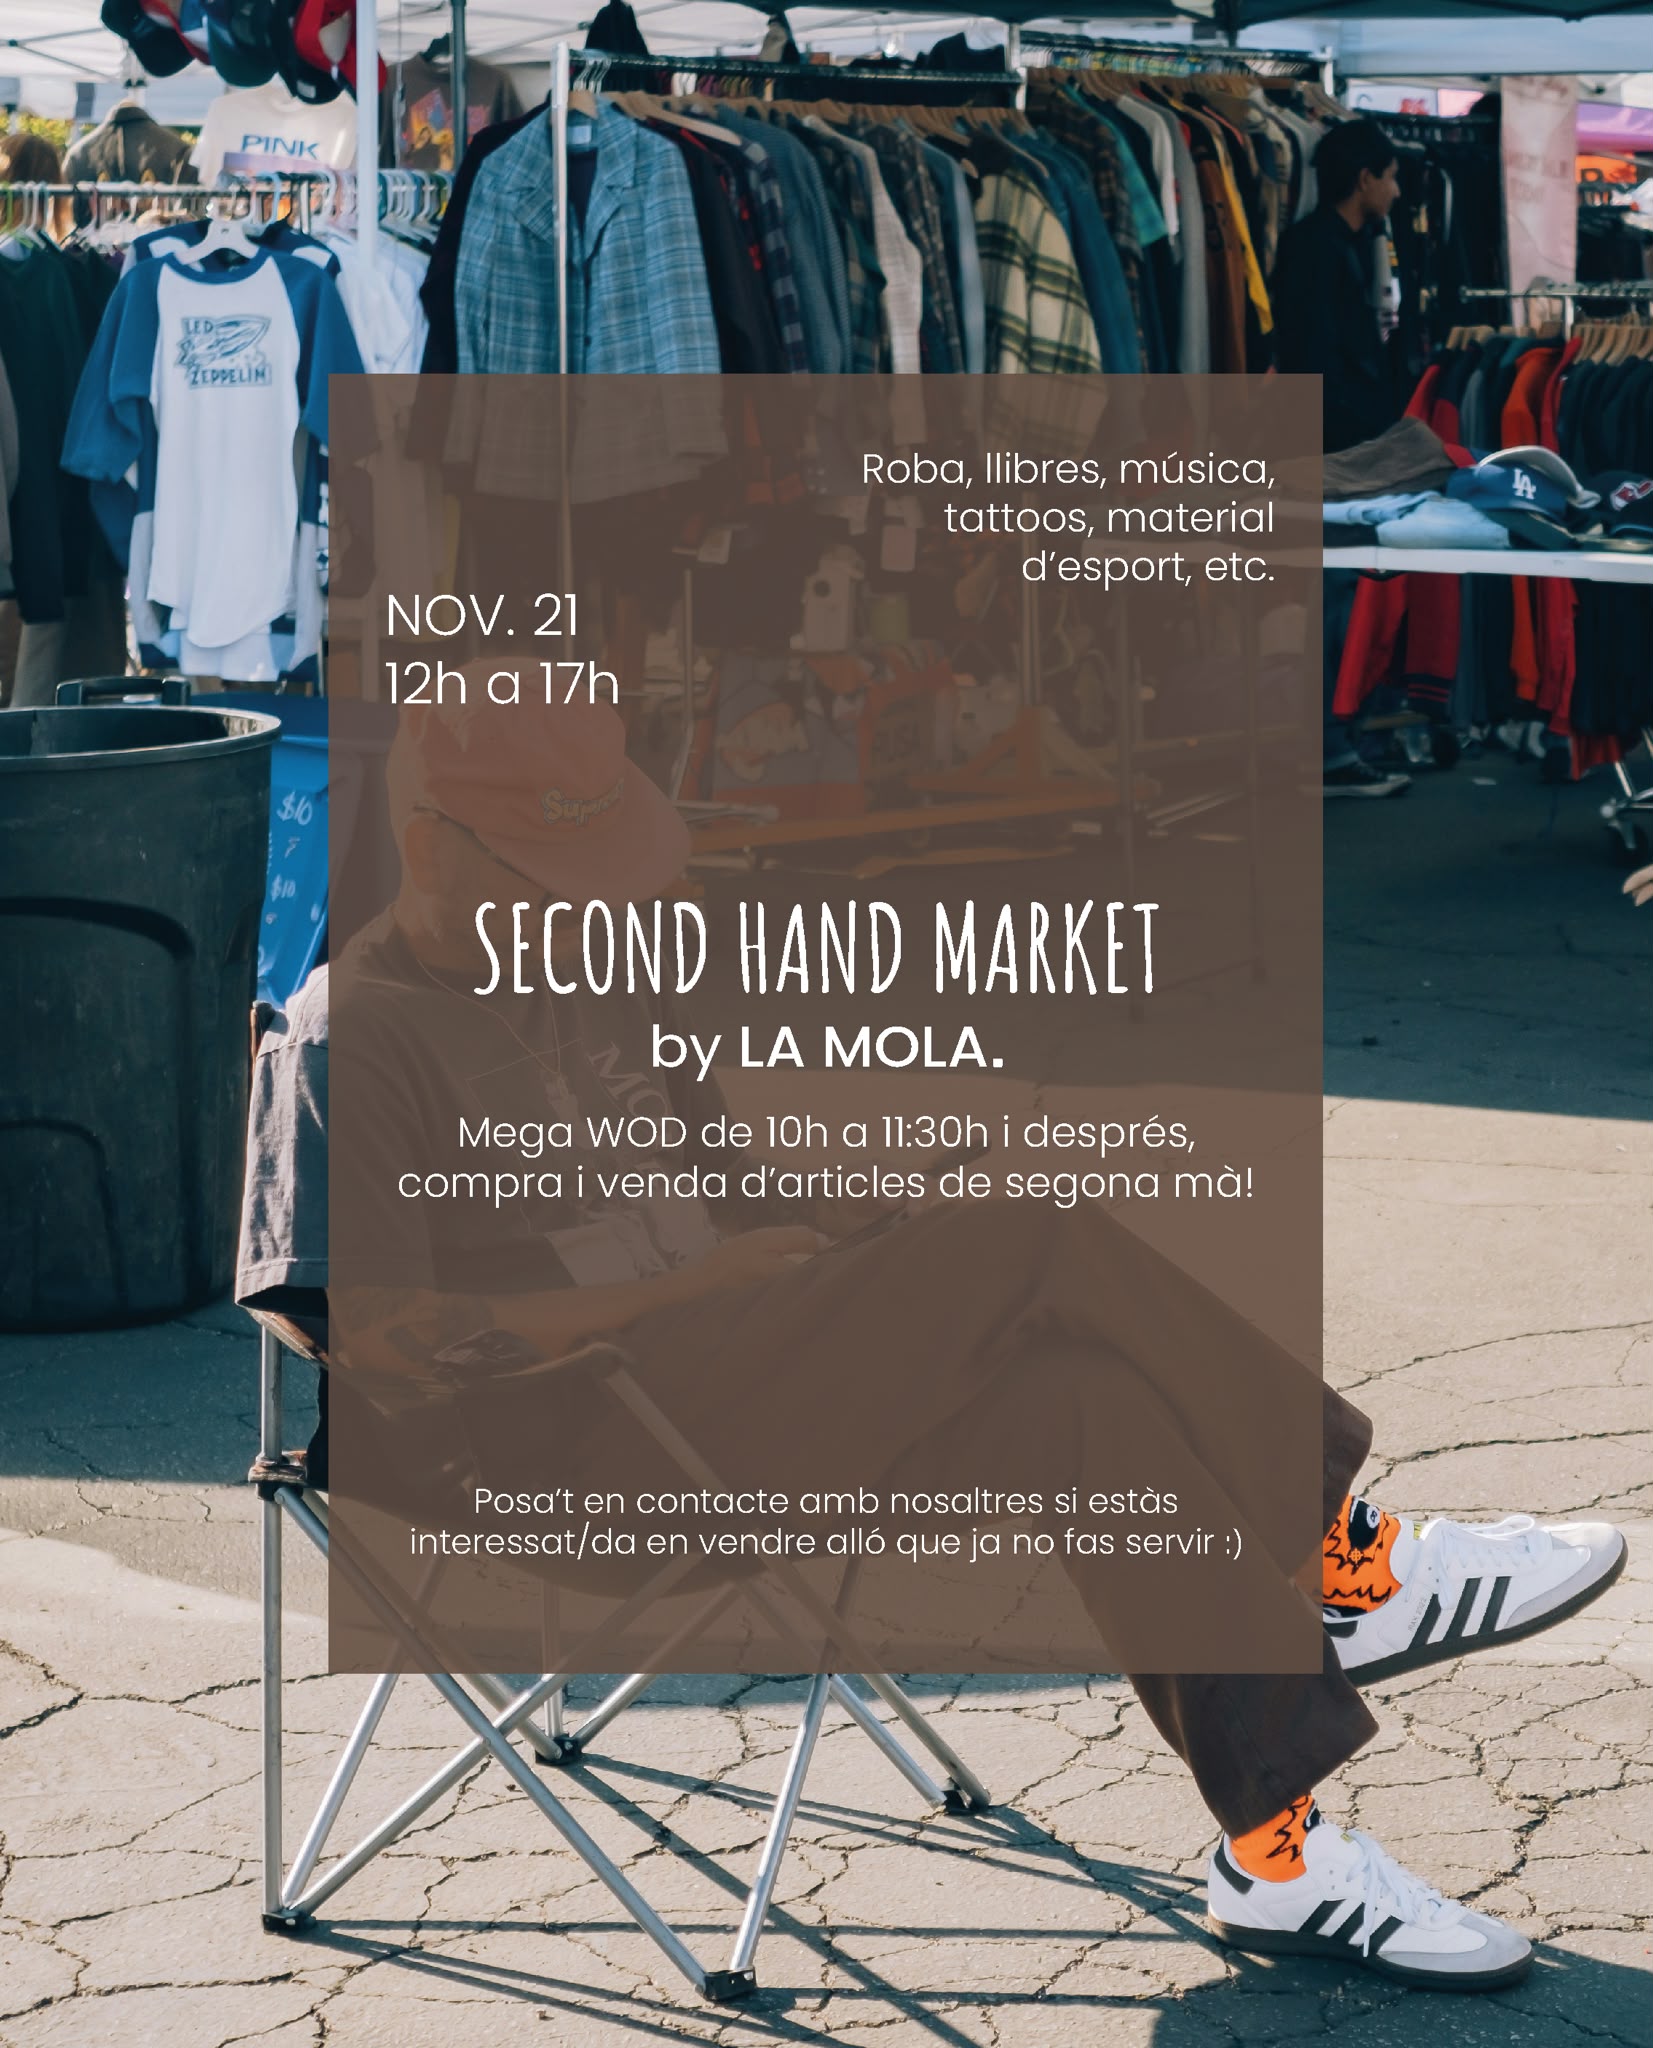 PINK
LED
ZEPPELIN
LA
Roba, llibres, música,
tattoos, material
d’esport, etc.
NOV. 21
12h a 17h
$10
$10
SECOND HAND MARKET
by LA MOLA.
Mega WOD de 10h a 11:30h i després,
compra i venda d’articles de segona mà!
Posa’t en contacte amb nosaltres si estàs
interessat/da en vendre alló que ja no fas servir :)